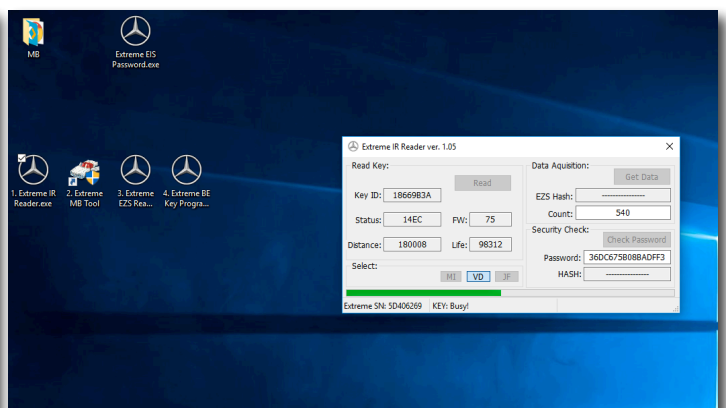 MB
Extreme EIS
Password.exe
1. Extreme IR
Reader.exe
2. Extreme
MB Tool
3. Extreme
EZS Rea...
4. Extreme BE
Key Progra...
Extreme IR Reader ver. 1.05
Read Key:
Read
Key ID: 18669B3A
Status: 14EC FW: 75
Distance: 180008 Life: 98312
Select:
MI VD JF
Data Aquisition:
Get Data
EZS Hash: ----------------
Count: 540
Security Check:
Check Password
Password: 36DC675B08BADFF3
HASH: ----------------
Extreme SN: 5D406269 KEY: Busy!